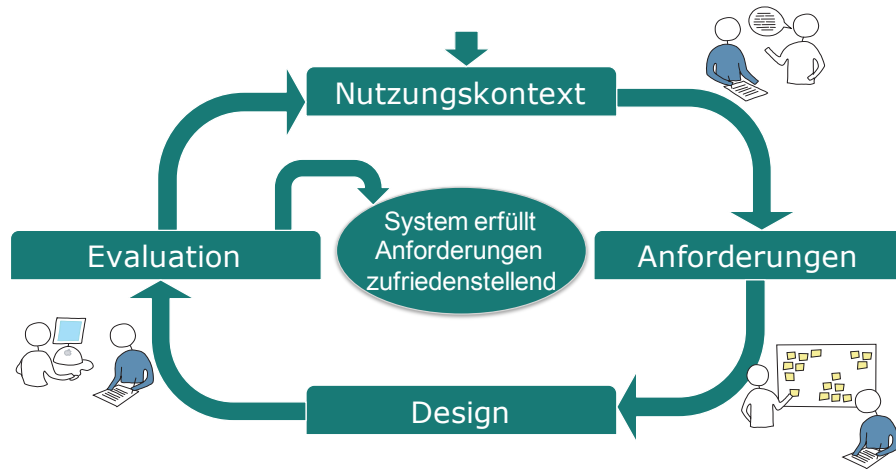 Nutzungskontext
Evaluation
System erfüllt
Anforderungen
zufriedenstellend
Anforderungen
Design